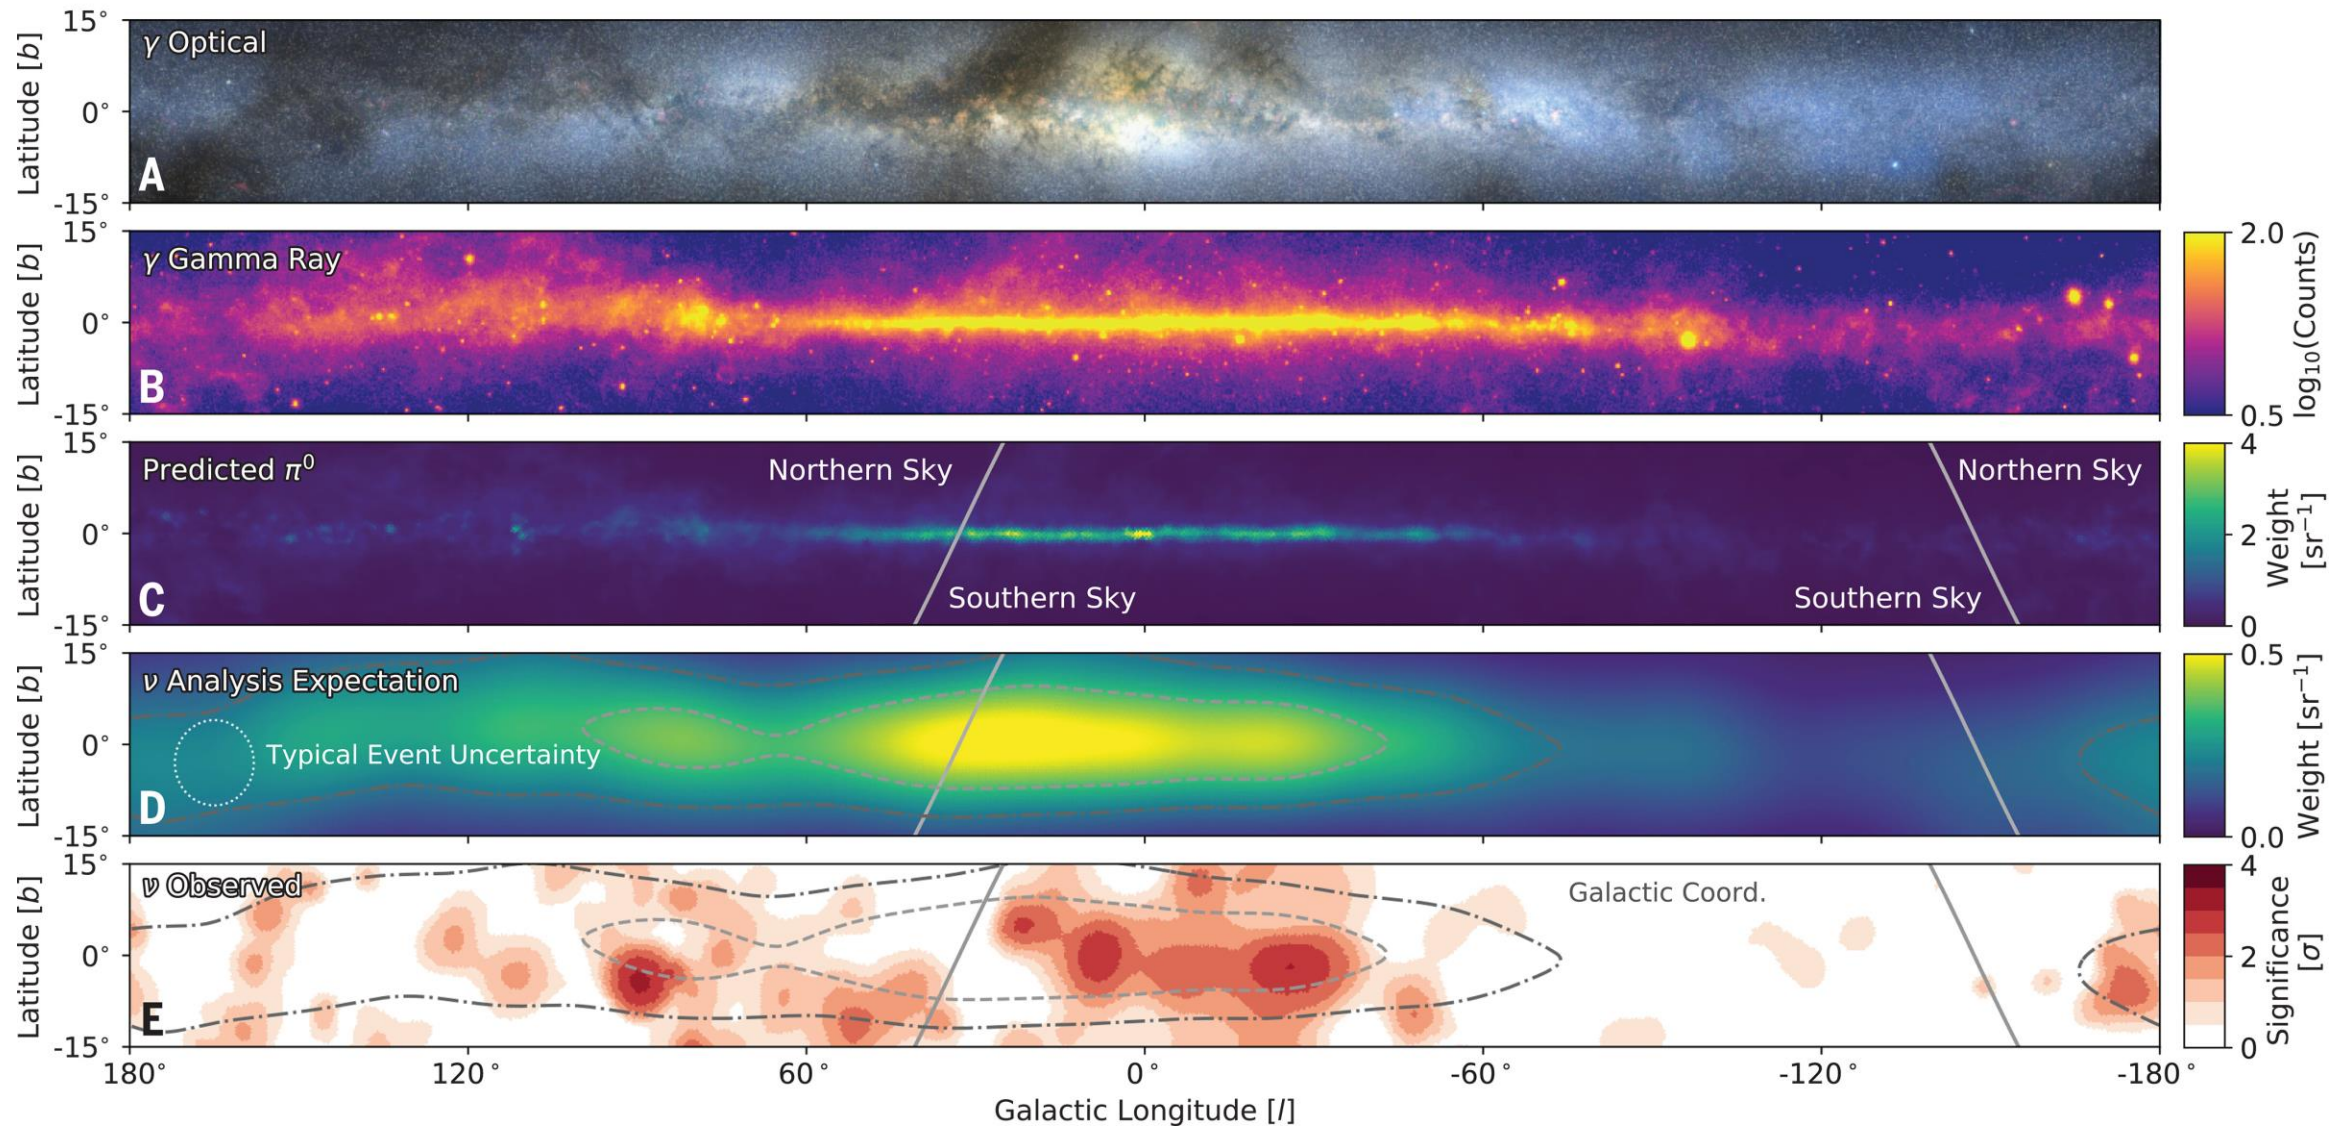 15°
γ Optical
Latitude [b]
0°
A
-15°
15°
γ Gamma Ray
Latitude [b]
0°
B
-15°
2.0
log₁₀(Counts)
0.5
15°
Predicted π⁰
Northern Sky
Northern Sky
Latitude [b]
0°
C
Southern Sky
Southern Sky
-15°
4
2
0
Weight
[sr⁻¹]
15°
ν Analysis Expectation
Latitude [b]
0°
Typical Event Uncertainty
D
-15°
0.5
0.0
Weight [sr⁻¹]
15°
ν Observed
Galactic Coord.
Latitude [b]
0°
E
-15°
4
2
0
Significance
[σ]
180° 120° 60° 0° -60° -120° -180°
Galactic Longitude [l]